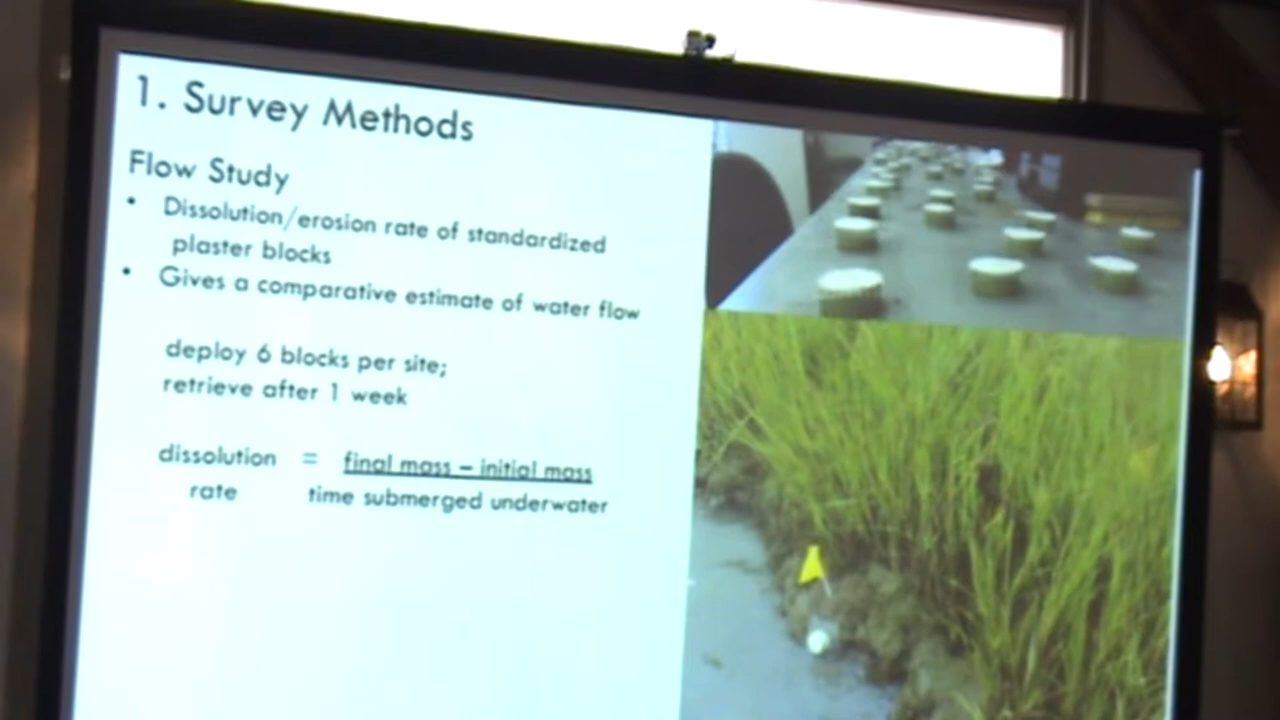 1. Survey Methods
Flow Study
• Dissolution/erosion rate of standardized
plaster blocks
• Gives a comparative estimate of water flow
deploy 6 blocks per site;
retrieve after 1 week
dissolution = final mass – initial mass
rate time submerged underwater